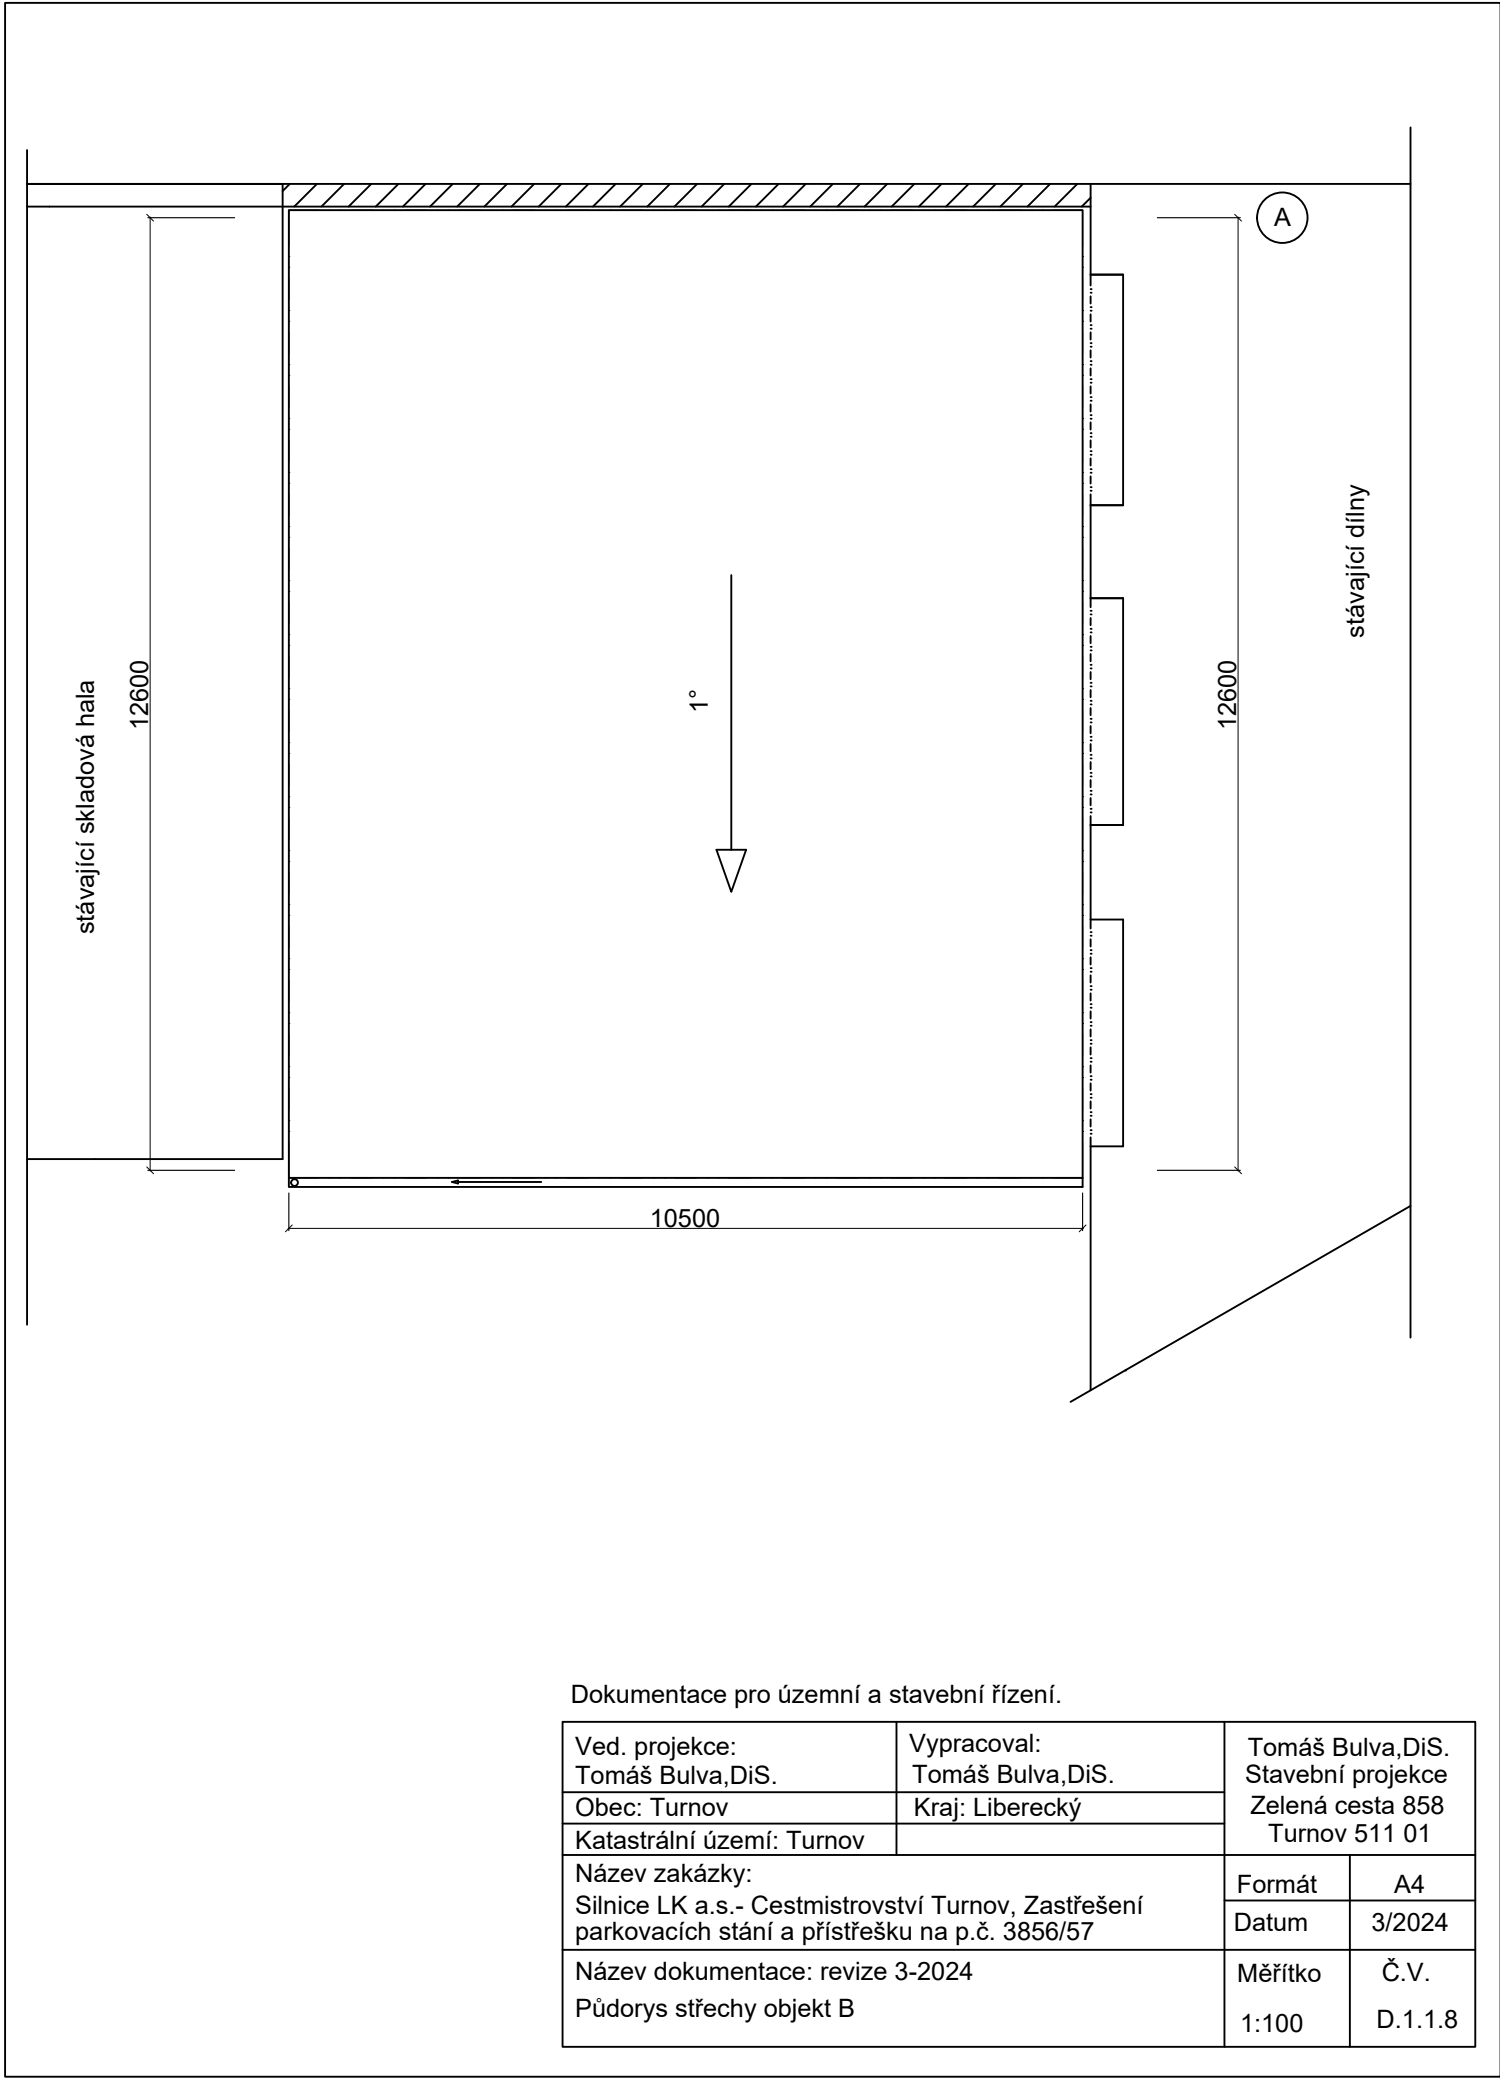 A
stávající skladová hala
12600
1°
12600
stávající dílny
10500
Dokumentace pro územní a stavební řízení.
Ved. projekce:
Tomáš Bulva,DiS.
Vypracoval:
Tomáš Bulva,DiS.
Tomáš Bulva,DiS.
Stavební projekce
Zelená cesta 858
Turnov 511 01
Obec: Turnov
Kraj: Liberecký
Katastrální území: Turnov
Název zakázky:
Silnice LK a.s.- Cestmistrovství Turnov, Zastřešení
parkovacích stání a přístřešku na p.č. 3856/57
Formát
A4
Datum
3/2024
Název dokumentace: revize 3-2024
Půdorys střechy objekt B
Měřítko
1:100
Č.V.
D.1.1.8